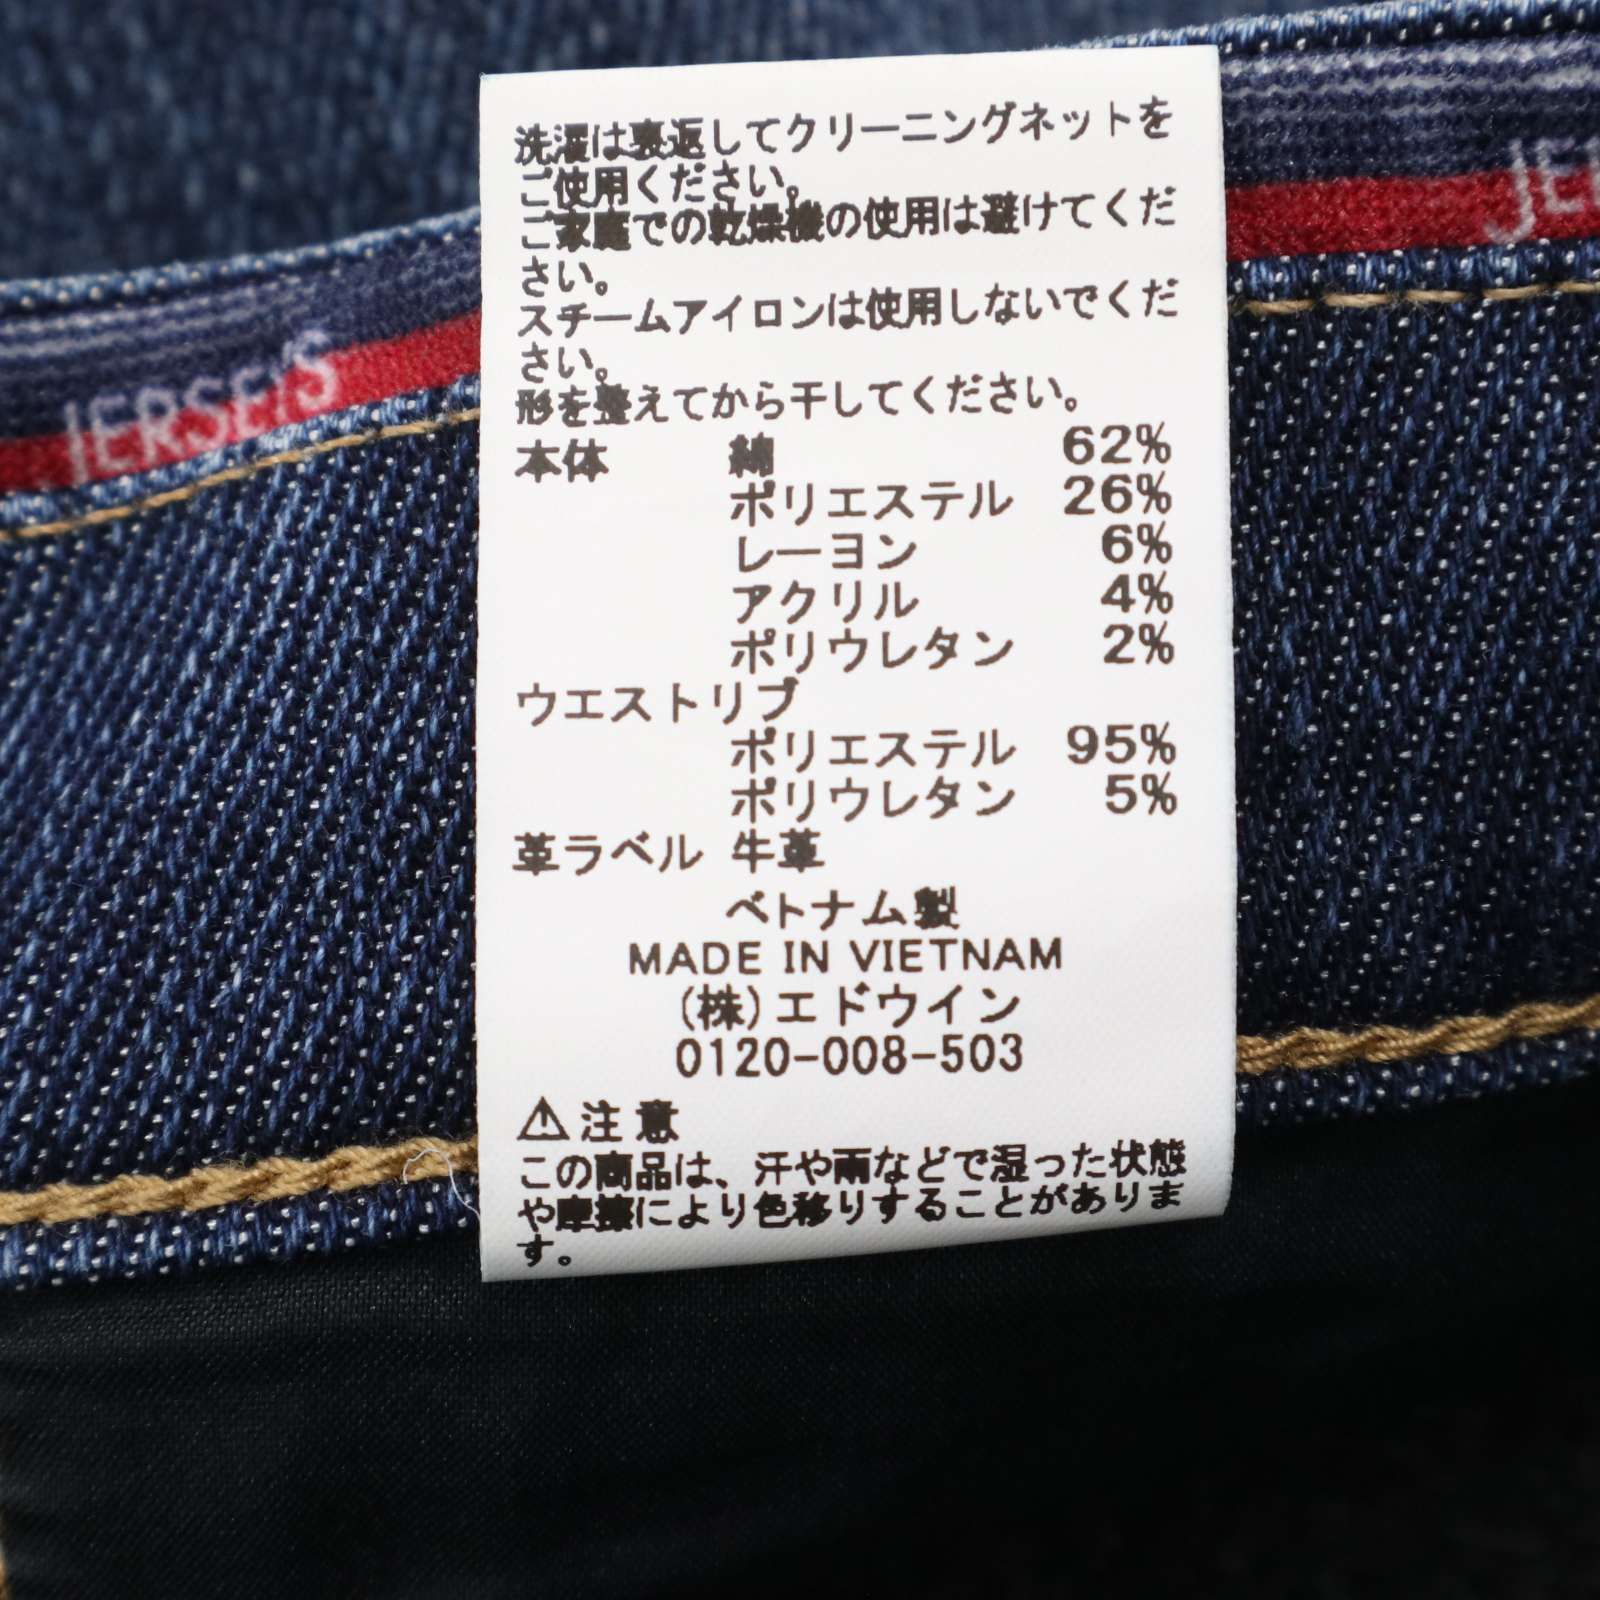 洗濯は裏返してクリーニングネットを
ご使用ください。
ご家庭での乾燥機の使用は避けてくだ
さい。
スチームアイロンは使用しないでくだ
さい。
形を整えてから干してください。
本体 綿 62%
ポリエステル 26%
レーヨン 6%
アクリル 4%
ポリウレタン 2%
ウエストリブ
ポリエステル 95%
ポリウレタン 5%
革ラベル 牛革
ベトナム製
MADE IN VIETNAM
(株)エドウイン
0120-008-503
⚠注意
この商品は、汗や雨などで湿った状態
や摩擦により色移りすることがありま
す。
JERSEYS
JER